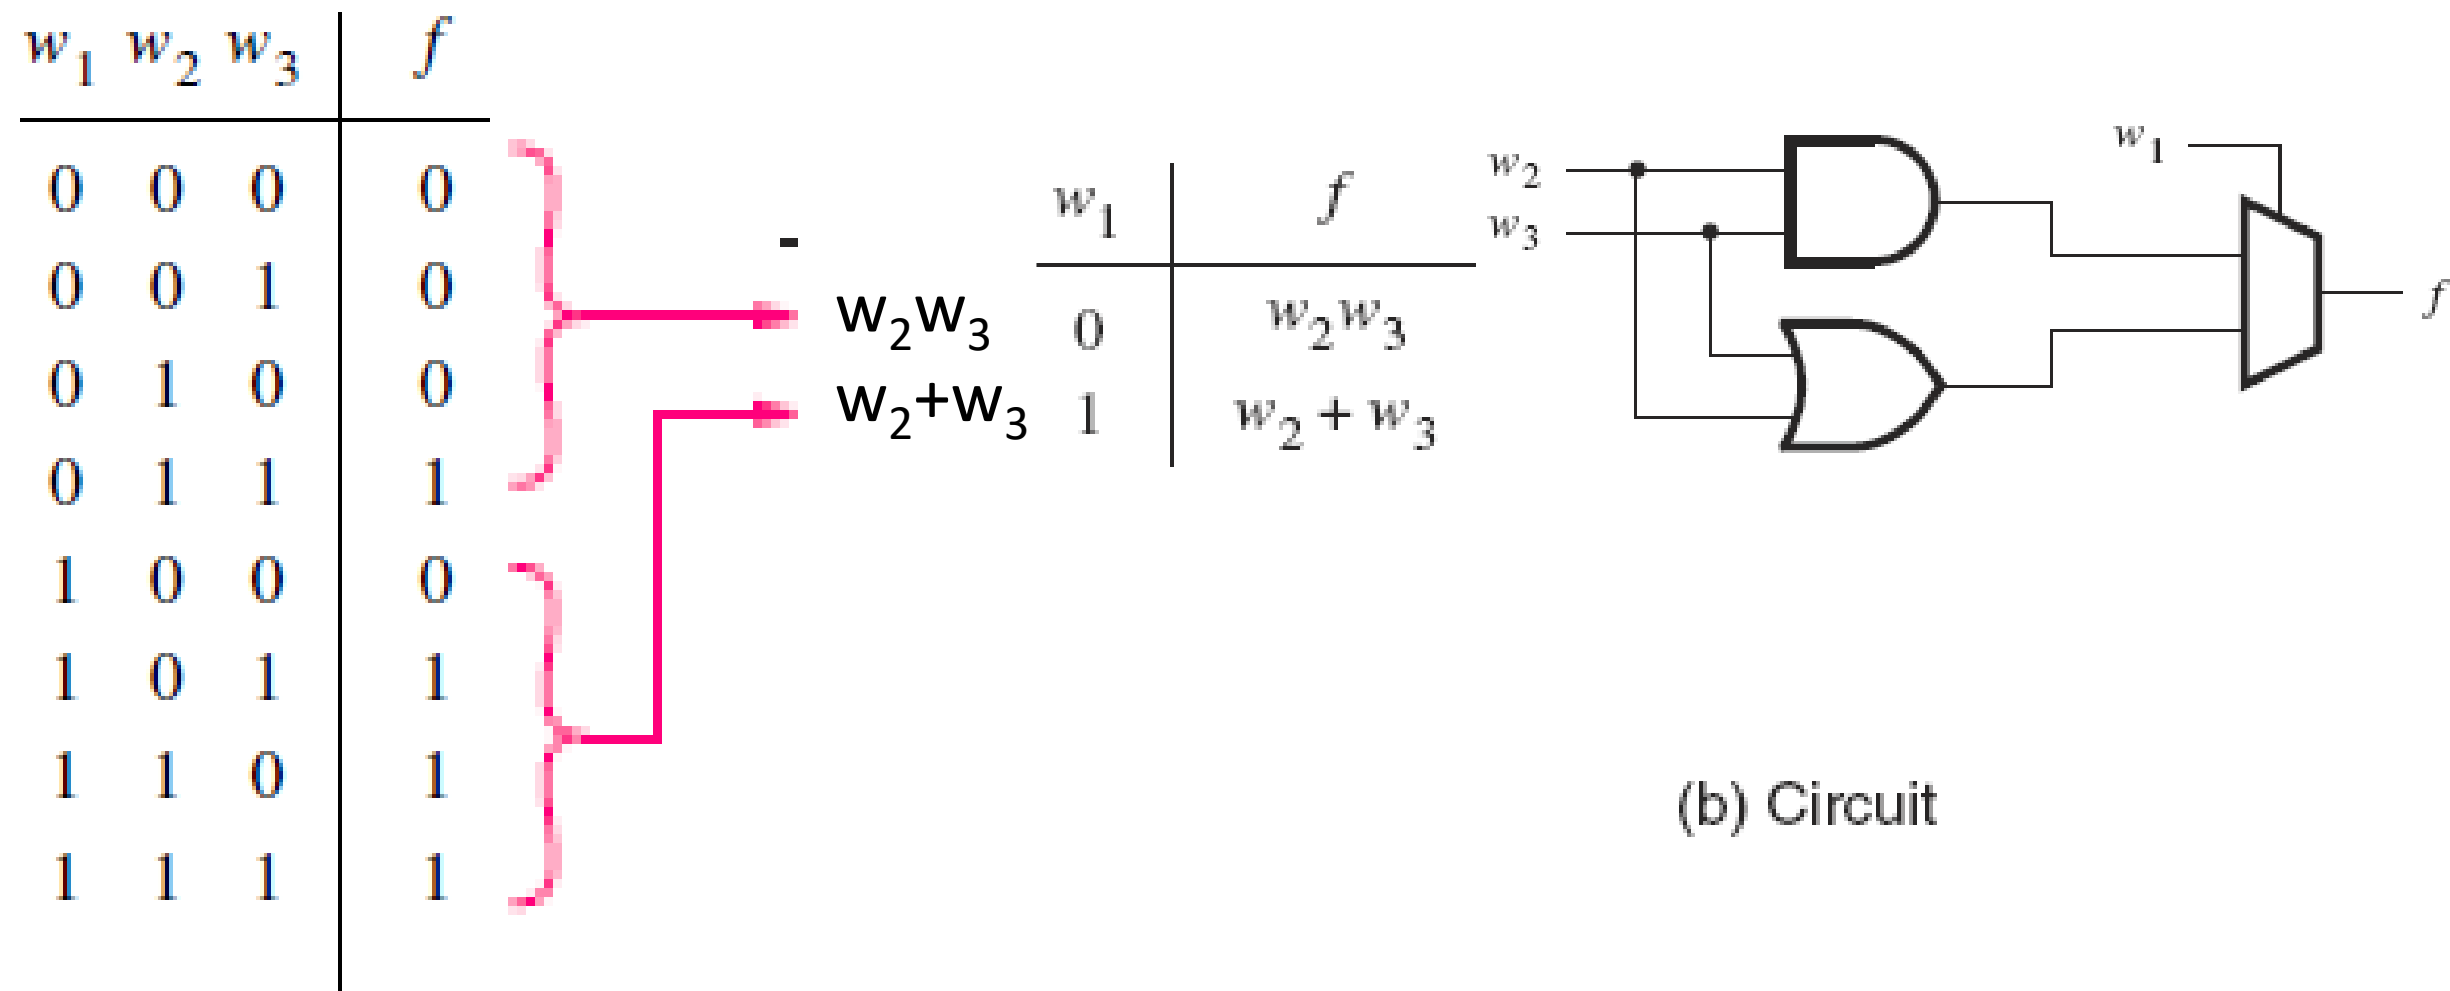 w1 w2 w3 f
0 0 0 0
0 0 1 0
0 1 0 0
0 1 1 1
1 0 0 0
1 0 1 1
1 1 0 1
1 1 1 1
-
w2w3
w2+w3
w1 f
0 w2w3
1 w2 + w3
w2
w3
w1
f
(b) Circuit